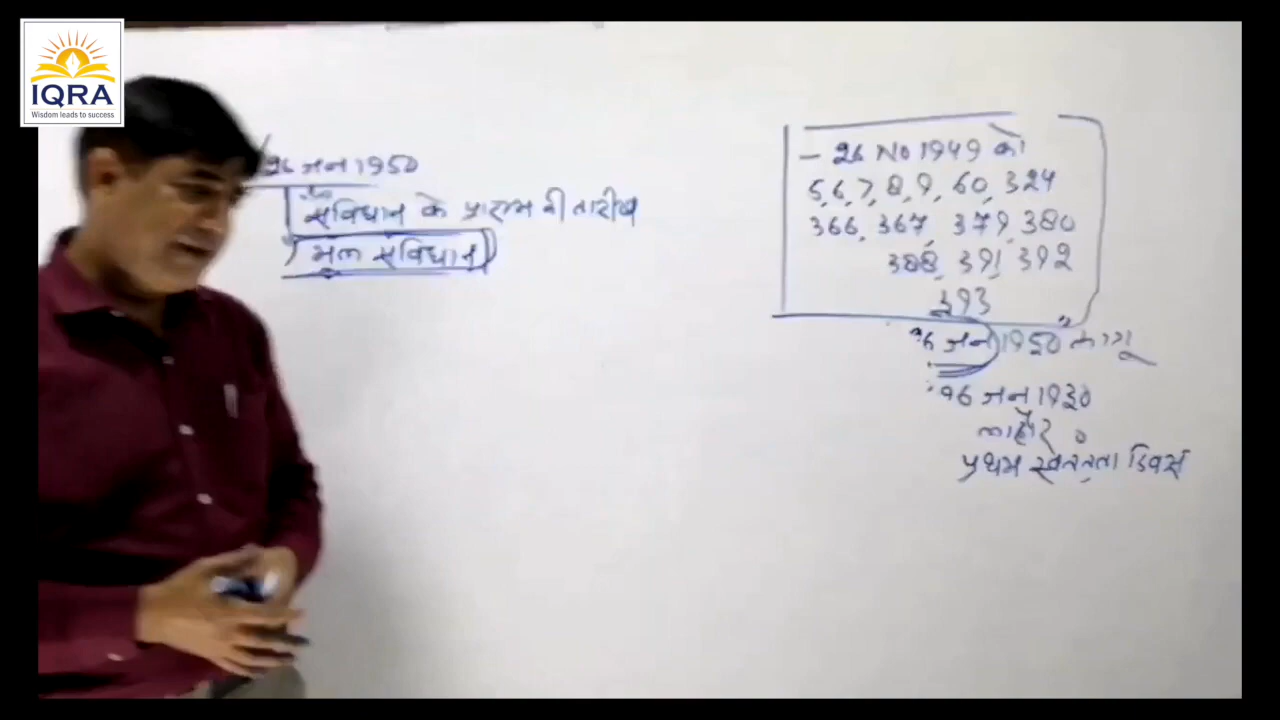 IQRA
Wisdom leads to success
26 जन 1950
संविधान के प्रारम्भ की तारीख
मूल संविधान
- 26 No 1949 को
5, 6, 7, 8, 9, 60, 324
366, 367 379, 380
388, 391, 392
393
26 जन 1950 लागू
26 जन 1930
लाहौर
प्रथम स्वतन्त्रता दिवस